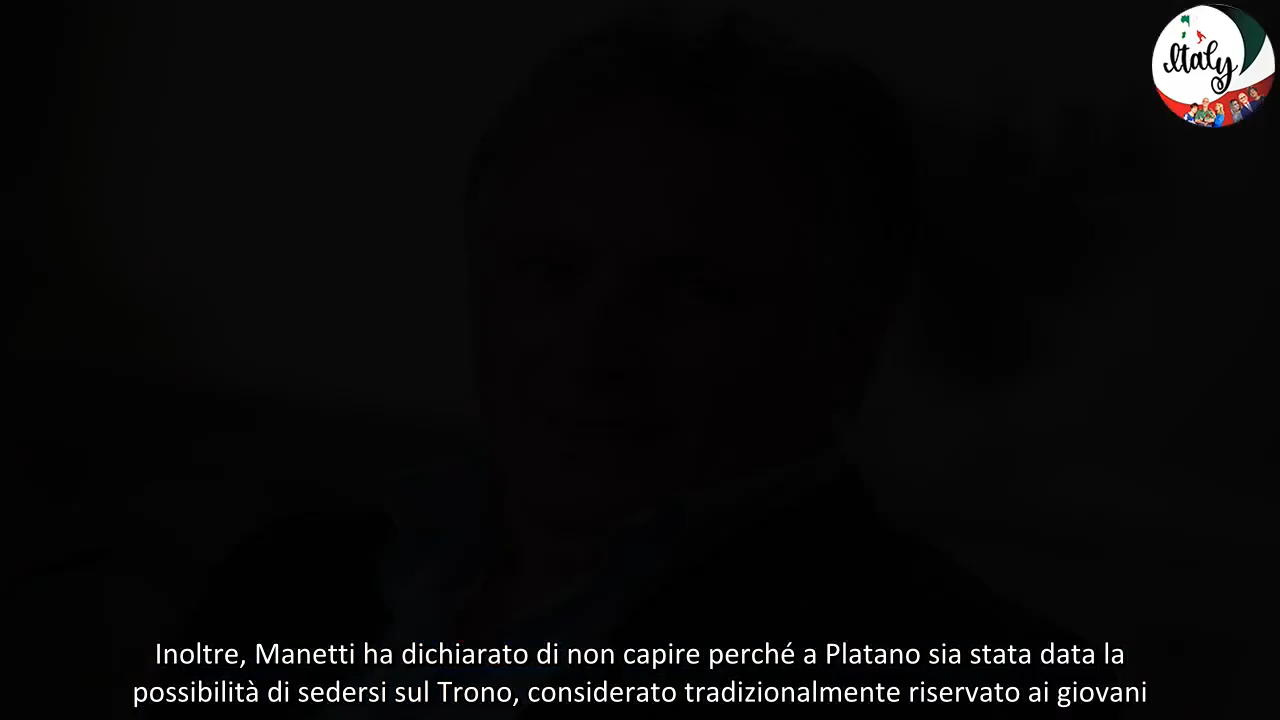 Italy
Inoltre, Manetti ha dichiarato di non capire perché a Platano sia stata data la
possibilità di sedersi sul Trono, considerato tradizionalmente riservato ai giovani